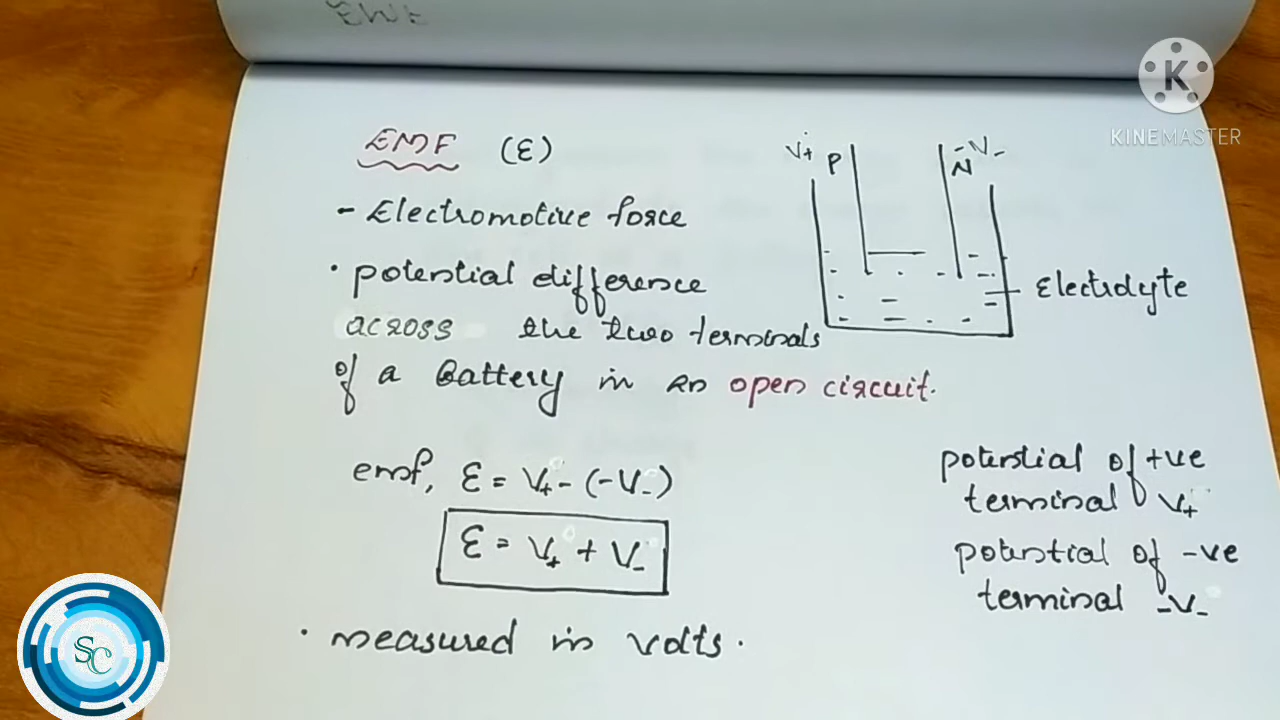 EMF (ε)
- Electromotive force
· potential difference
across the two terminals
of a Battery in an open circuit.
emf, ε = V₊ - (-V₋)
ε = V₊ + V₋
· measured in volts.
V₊ P
N -V₋
Electrolyte
potential of +ve
terminal V₊
potential of -ve
terminal -V₋
K
KINEMASTER
SC